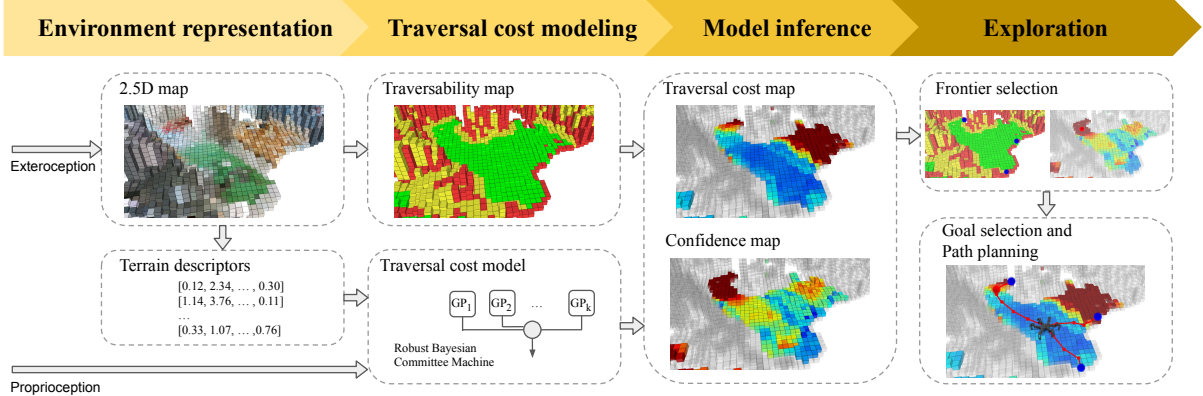 Environment representation
Traversal cost modeling
Model inference
Exploration
2.5D map
Traversability map
Traversal cost map
Frontier selection
Exteroception
Terrain descriptors
[0.12, 2.34, … , 0.30]
[1.14, 3.76, … , 0.11]
…
[0.33, 1.07, … ,0.76]
Traversal cost model
GP1
GP2
…
GPk
Robust Bayesian
Committee Machine
Confidence map
Goal selection and
Path planning
Proprioception